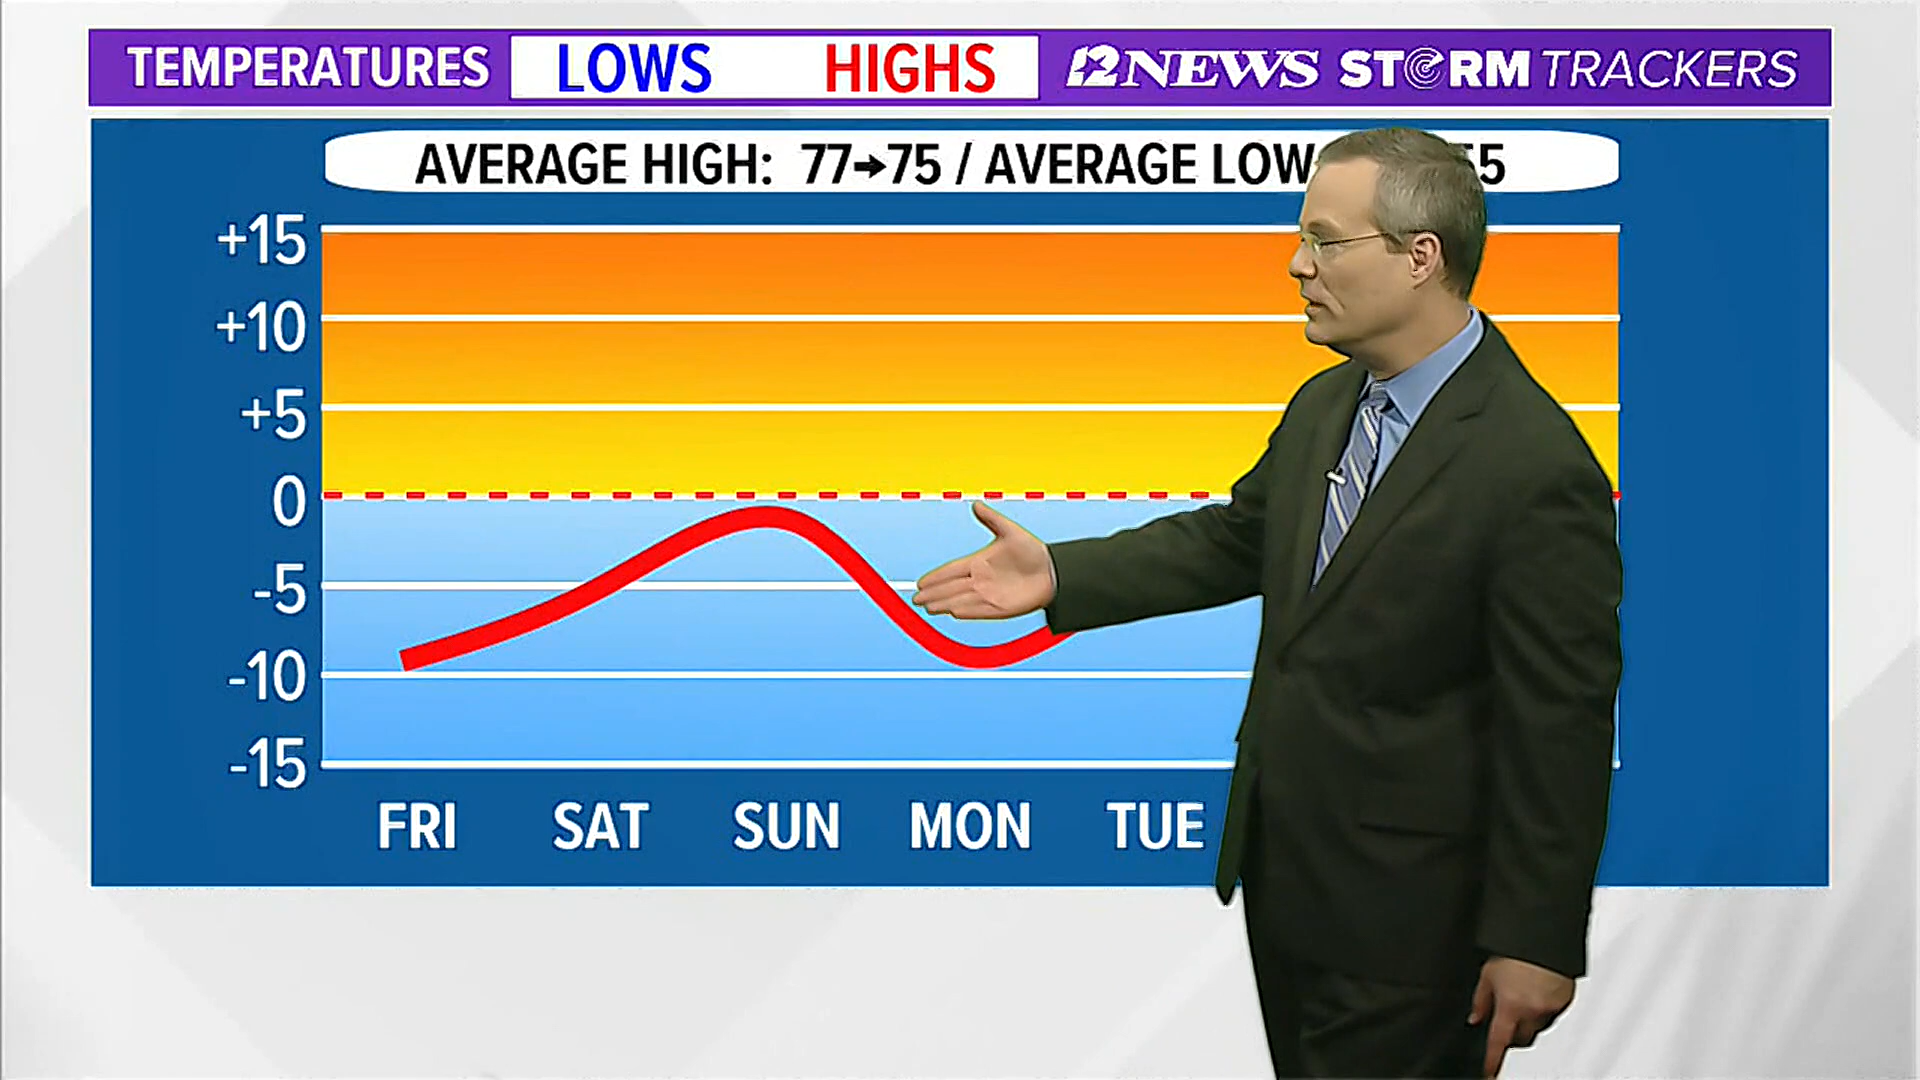 TEMPERATURES LOWS HIGHS 12NEWS STORM TRACKERS
AVERAGE HIGH: 77→75 / AVERAGE LOW 55
+15
+10
+5
0
-5
-10
-15
FRI SAT SUN MON TUE